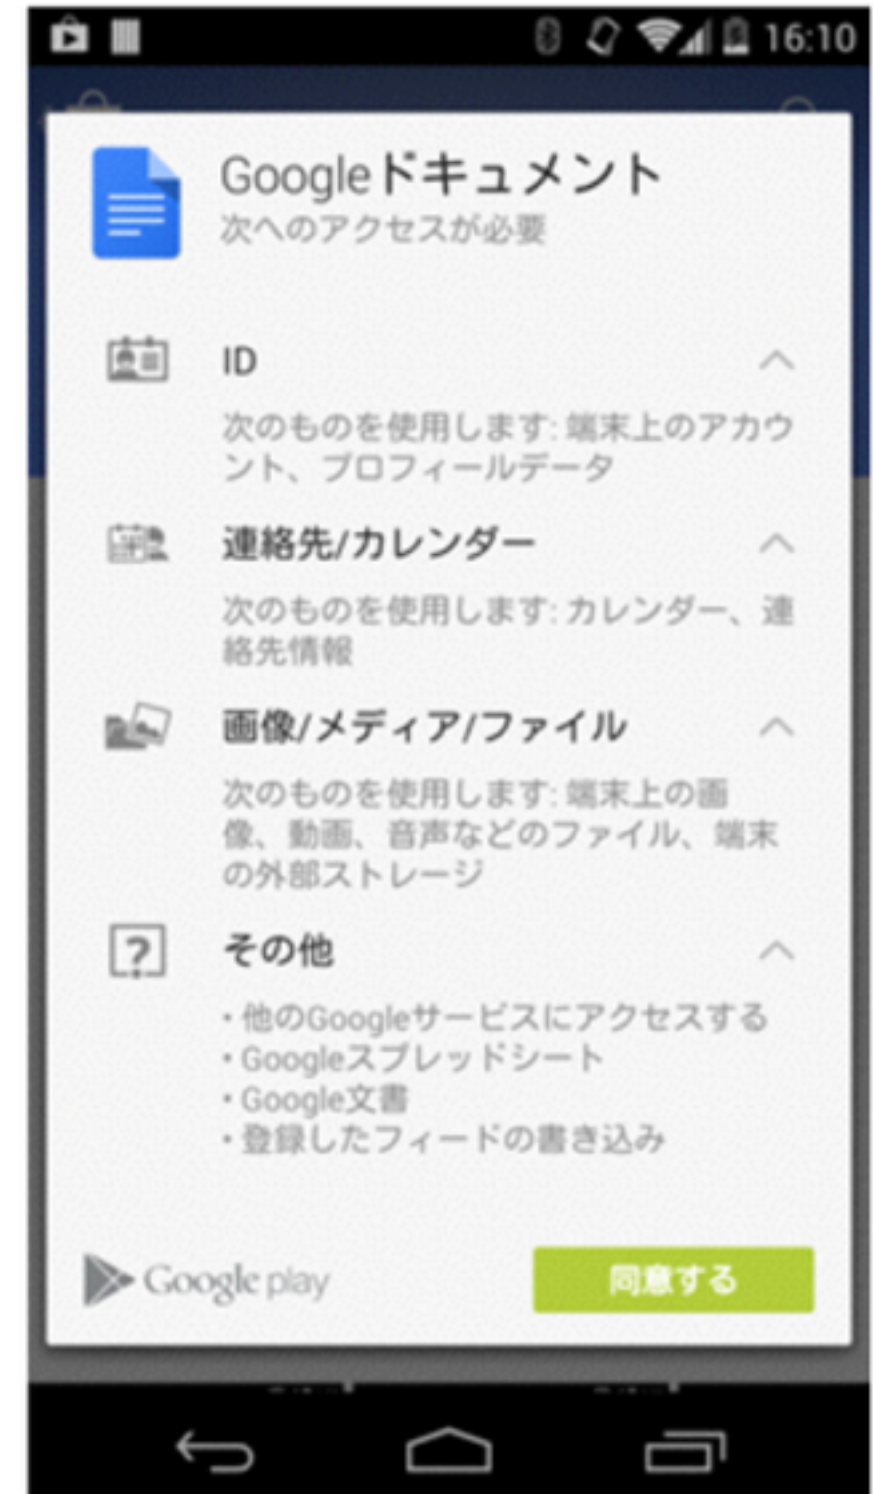 16:10
Googleドキュメント
次へのアクセスが必要
ID
次のものを使用します: 端末上のアカウ
ント、プロフィールデータ
連絡先/カレンダー
次のものを使用します: カレンダー、連
絡先情報
画像/メディア/ファイル
次のものを使用します: 端末上の画
像、動画、音声などのファイル、端末
の外部ストレージ
その他
・他のGoogleサービスにアクセスする
・Googleスプレッドシート
・Google文書
・登録したフィードの書き込み
Google play
同意する